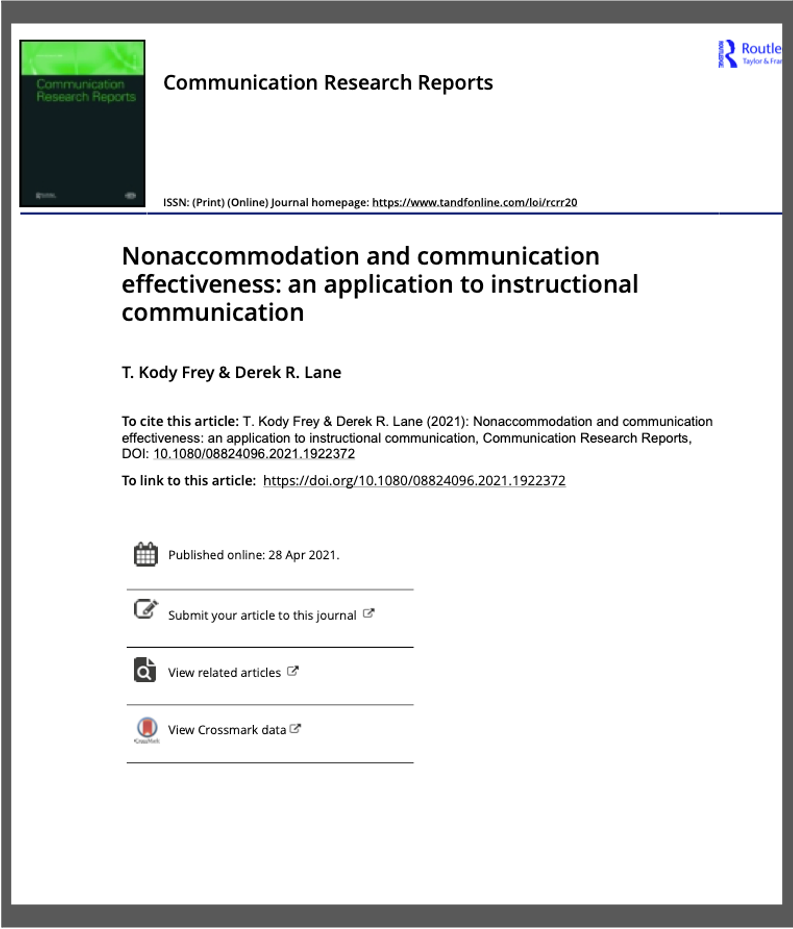 Communication
Research Reports
Communication Research Reports
Routle
Taylor & Fran
ISSN: (Print) (Online) Journal homepage: https://www.tandfonline.com/loi/rcrr20
Nonaccommodation and communication
effectiveness: an application to instructional
communication
T. Kody Frey & Derek R. Lane
To cite this article: T. Kody Frey & Derek R. Lane (2021): Nonaccommodation and communication
effectiveness: an application to instructional communication, Communication Research Reports,
DOI: 10.1080/08824096.2021.1922372
To link to this article: https://doi.org/10.1080/08824096.2021.1922372
Published online: 28 Apr 2021.
Submit your article to this journal
View related articles
View Crossmark data